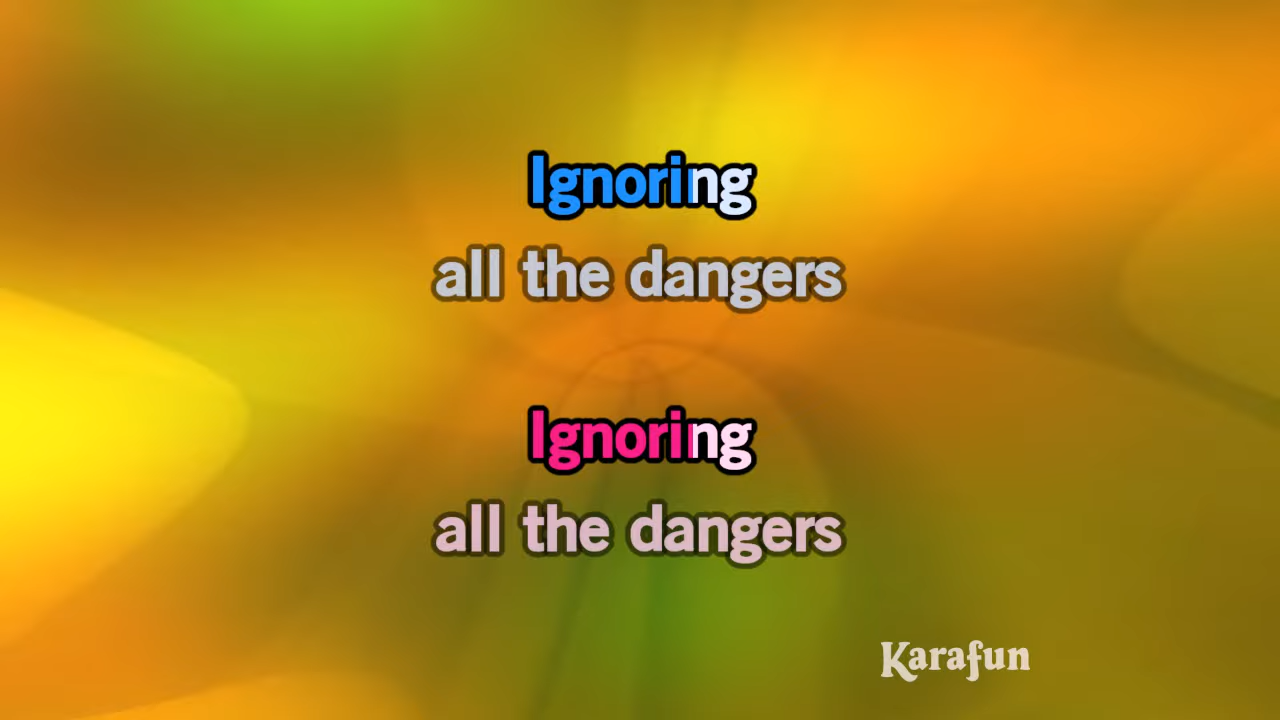 Ignoring
all the dangers
Ignoring
all the dangers
Karafun